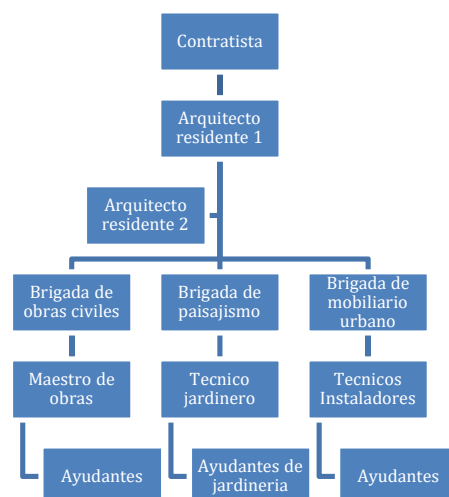 Contratista
Arquitecto
residente 1
Arquitecto
residente 2
Brigada de
obras civiles
Brigada de
paisajismo
Brigada de
mobiliario
urbano
Maestro de
obras
Tecnico
jardinero
Tecnicos
Instaladores
Ayudantes
Ayudantes de
jardineria
Ayudantes